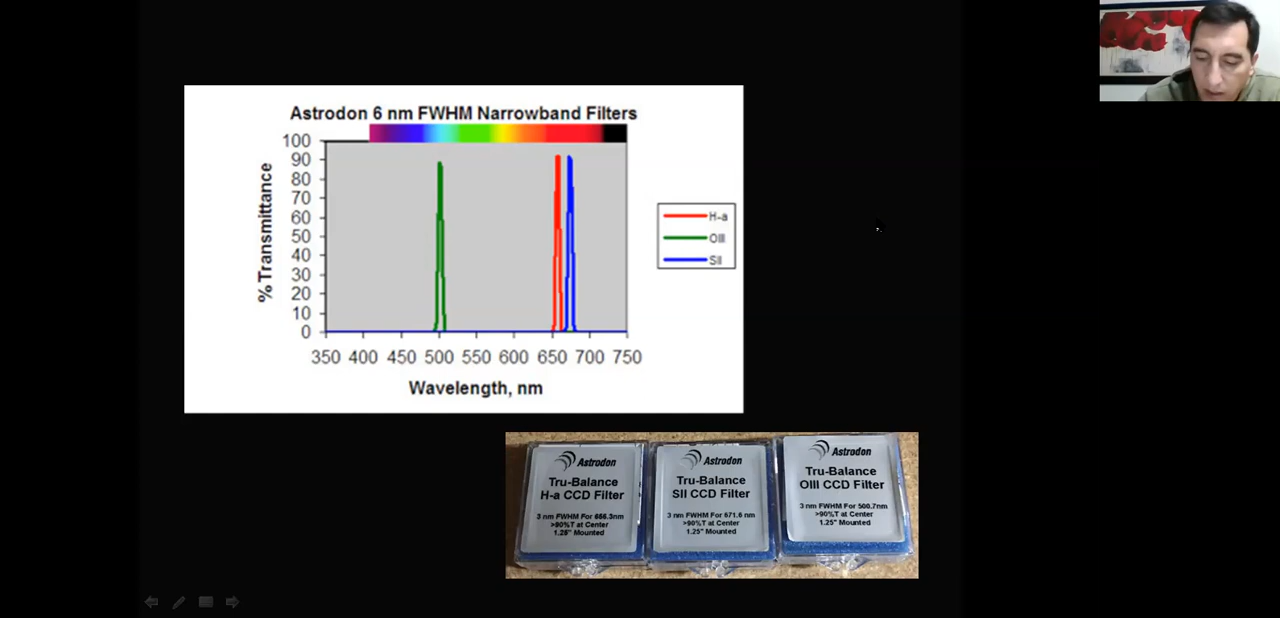 Astrodon 6 nm FWHM Narrowband Filters
100
90
80
70
60
50
40
30
20
10
0
% Transmittance
350 400 450 500 550 600 650 700 750
Wavelength, nm
H-a
OIII
SII
Astrodon
Tru-Balance
H-a CCD Filter
3 nm FWHM For 656.3nm
>90%T at Center
1.25" Mounted
Astrodon
Tru-Balance
SII CCD Filter
3 nm FWHM For 671.6 nm
>90%T at Center
1.25" Mounted
Astrodon
Tru-Balance
OIII CCD Filter
3 nm FWHM For 500.7nm
>90%T at Center
1.25" Mounted